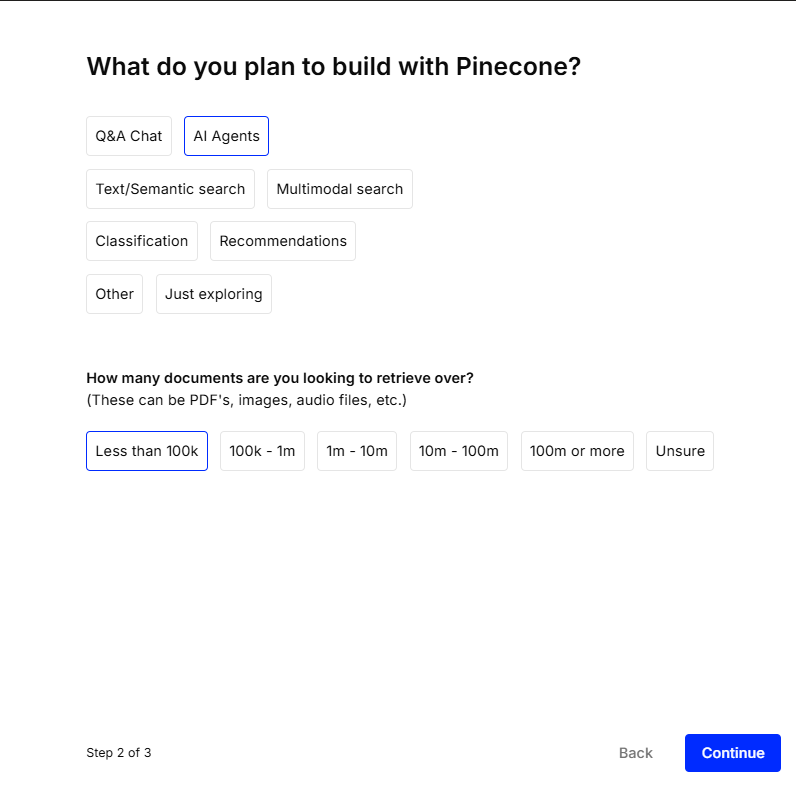 What do you plan to build with Pinecone?
Q&A Chat AI Agents
Text/Semantic search Multimodal search
Classification Recommendations
Other Just exploring
How many documents are you looking to retrieve over?
(These can be PDF's, images, audio files, etc.)
Less than 100k 100k - 1m 1m - 10m 10m - 100m 100m or more Unsure
Step 2 of 3 Back Continue